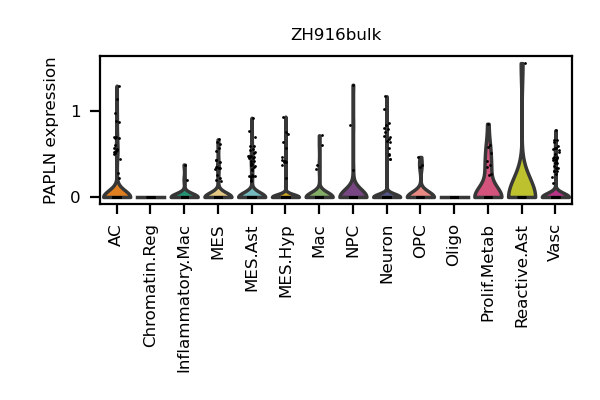 ZH916bulk
PAPLN expression
1
0
AC
Chromatin.Reg
Inflammatory.Mac
MES
MES.Ast
MES.Hyp
Mac
NPC
Neuron
OPC
Oligo
Prolif.Metab
Reactive.Ast
Vasc